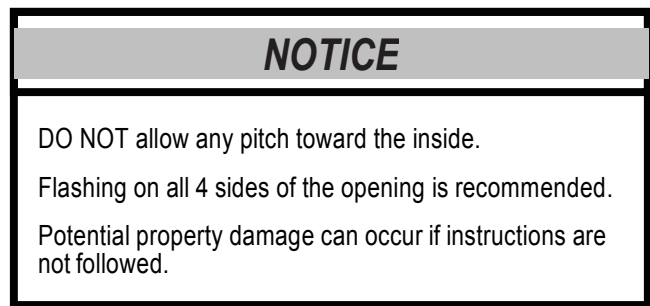 NOTICE
DO NOT allow any pitch toward the inside.
Flashing on all 4 sides of the opening is recommended.
Potential property damage can occur if instructions are
not followed.